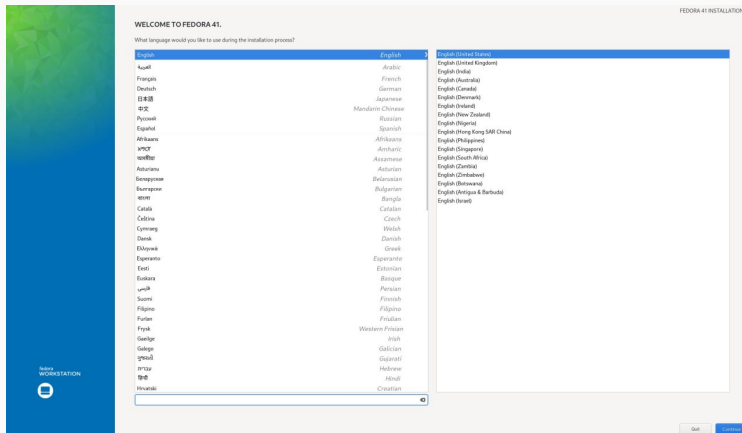 FEDORA 41 INSTALLATION
WELCOME TO FEDORA 41.
What language would you like to use during the installation process?
English English
العربية Arabic
Français French
Deutsch German
日本語 Japanese
中文 Mandarin Chinese
Русский Russian
Español Spanish
Afrikaans Afrikaans
አማርኛ Amharic
অসমীয়া Assamese
Asturianu Asturian
Беларуская Belarusian
Български Bulgarian
বাংলা Bangla
Català Catalan
Čeština Czech
Cymraeg Welsh
Dansk Danish
Ελληνικά Greek
Esperanto Esperanto
Eesti Estonian
Euskara Basque
فارسی Persian
Suomi Finnish
Filipino Filipino
Furlan Friulian
Frysk Western Frisian
Gaeilge Irish
Galego Galician
ગુજરાતી Gujarati
עברית Hebrew
हिन्दी Hindi
Hrvatski Croatian
English (United States)
English (United Kingdom)
English (India)
English (Australia)
English (Canada)
English (Denmark)
English (Ireland)
English (New Zealand)
English (Nigeria)
English (Hong Kong SAR China)
English (Philippines)
English (Singapore)
English (South Africa)
English (Zambia)
English (Zimbabwe)
English (Botswana)
English (Antigua & Barbuda)
English (Israel)
fedora
WORKSTATION
Quit Continue